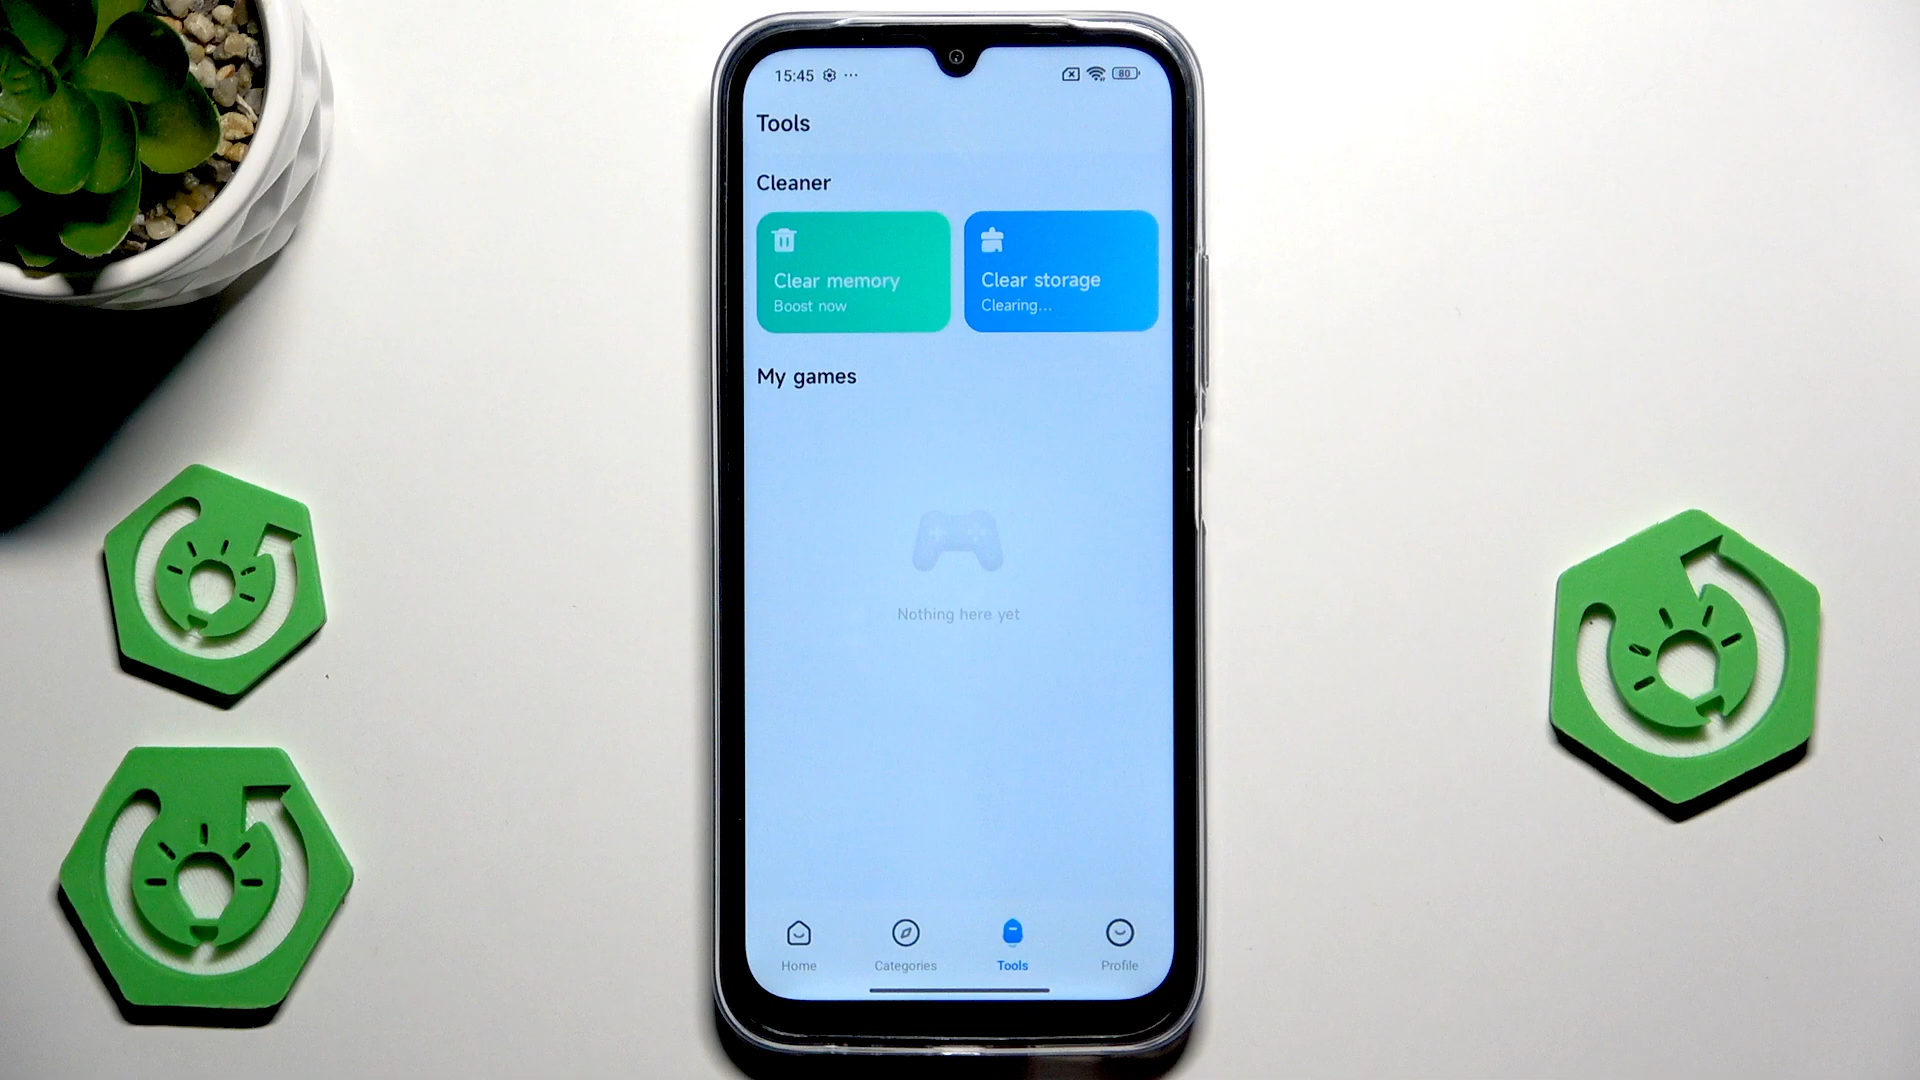 15:45 ... 80
Tools
Cleaner
Clear memory
Boost now
Clear storage
Clearing...
My games
Nothing here yet
Home
Categories
Tools
Profile